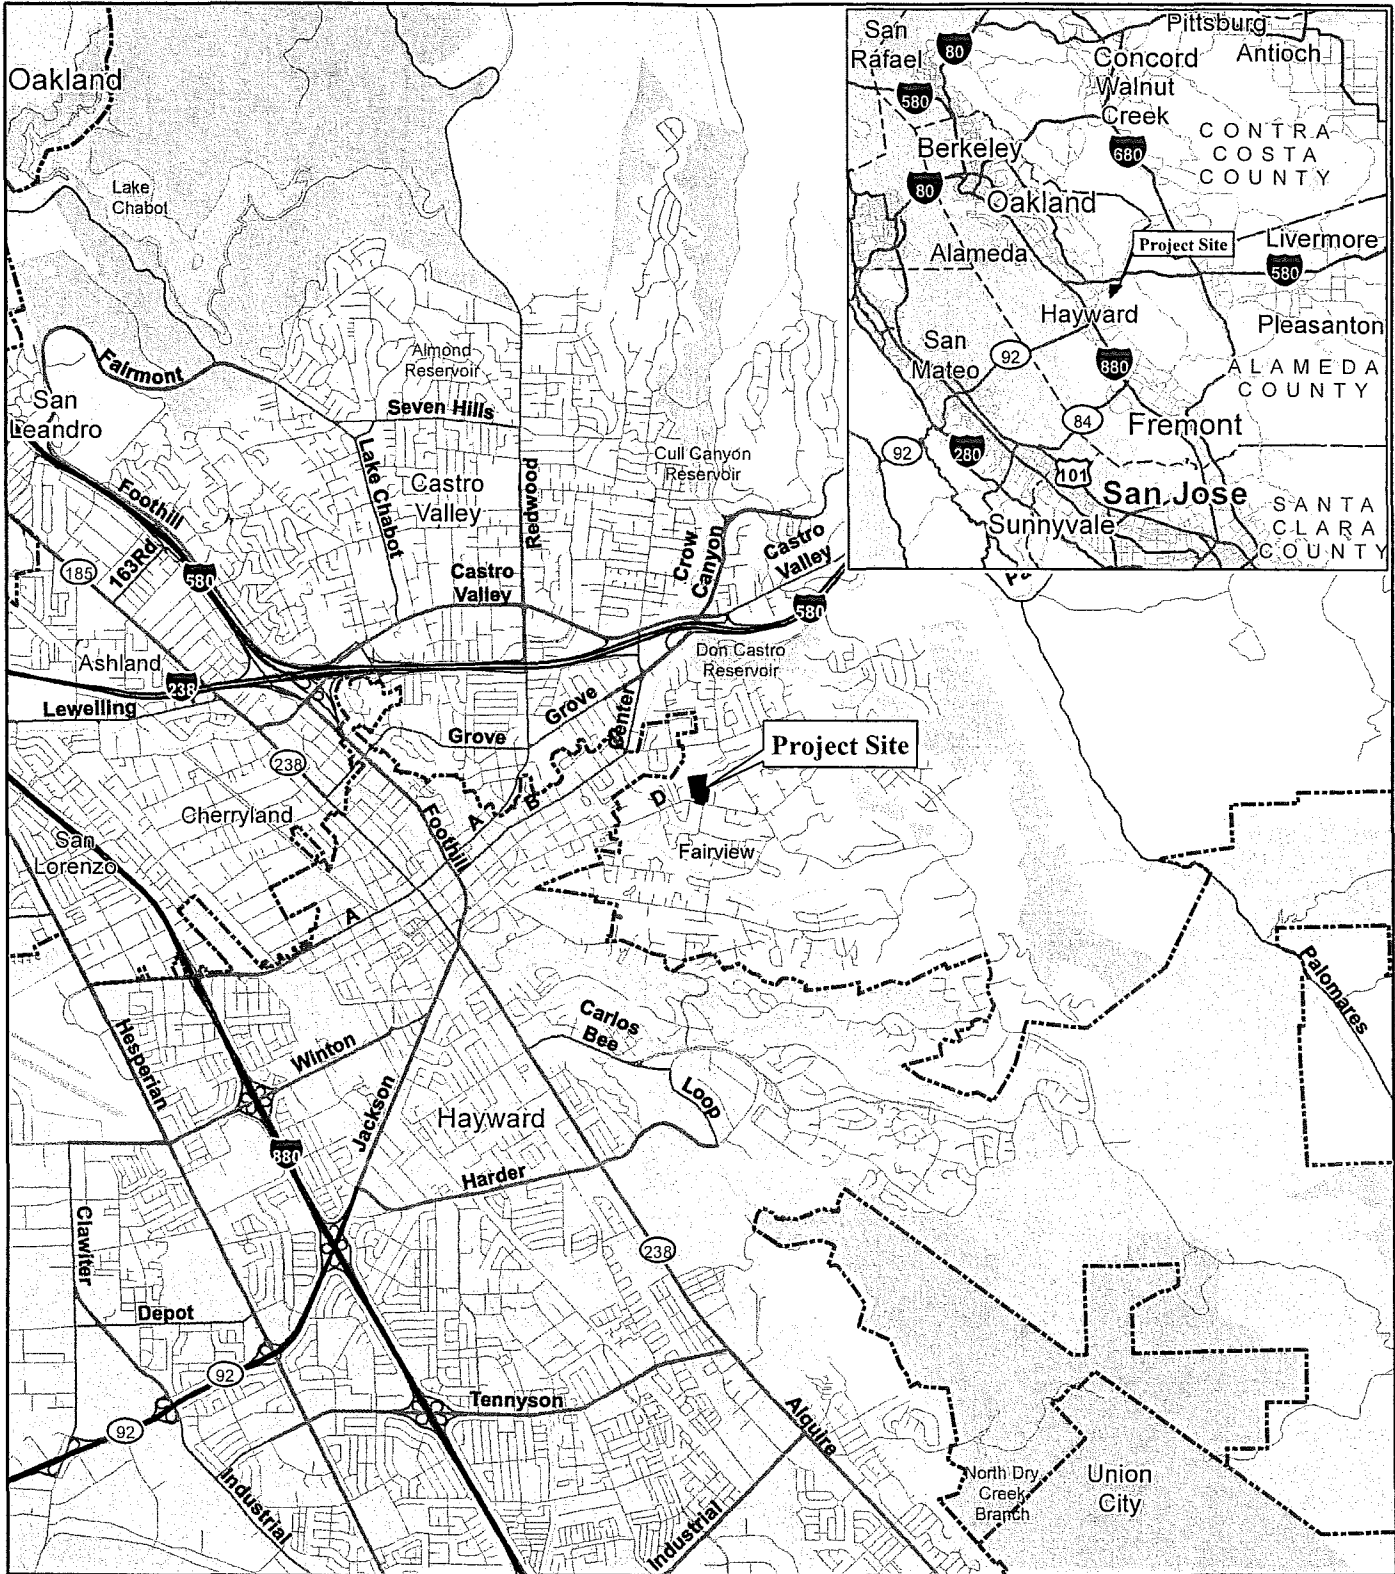 Oakland
Lake
Chabot
Fairmont
San
Leandro
Almond
Reservoir
Seven Hills
Lake Chabot
Castro
Valley
Redwood
Cull Canyon
Reservoir
Crow
Canyon
Castro
Valley
Foothill
163Rd
185
580
Castro
Valley
580
Ashland
238
Lewelling
Don Castro
Reservoir
Grove
Grove
Center
Project Site
238
Cherryland
Foothill
A
B
D
Fairview
San
Lorenzo
A
Palomares
Hesperian
Winton
Carlos
Bee
Loop
Jackson
Hayward
880
Harder
Clawiter
238
Depot
92
Tennyson
92
Alquire
Industrial
Industrial
North Dry
Creek
Branch
Union
City
San
Rafael
80
Pittsburg
Antioch
Concord
Walnut
Creek
580
CONTRA
COSTA
COUNTY
Berkeley
680
80
Oakland
Project Site
Alameda
Livermore
580
Hayward
Pleasanton
San
Mateo
92
880
ALAMEDA
COUNTY
84
Fremont
92
280
101
San Jose
Sunnyvale
SANTA
CLARA
COUNTY